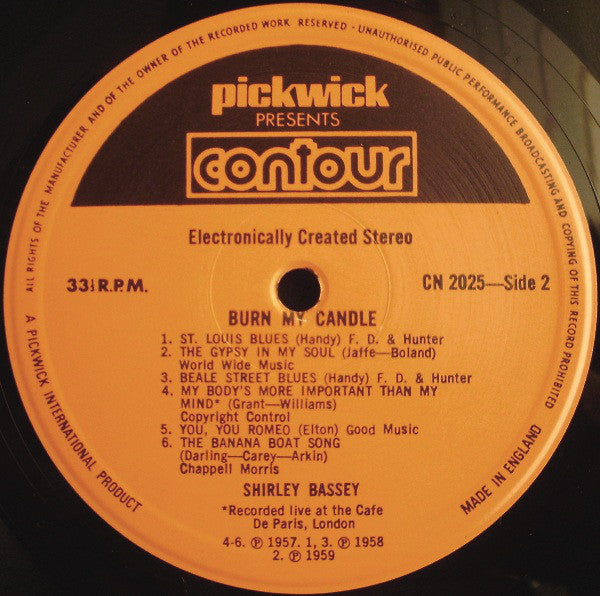 ALL RIGHTS OF THE MANUFACTURER AND OF THE OWNER OF THE RECORDED WORK RESERVED - UNAUTHORISED PUBLIC PERFORMANCE BROADCASTING AND COPYING OF THIS RECORD PROHIBITED
pickwick
PRESENTS
contour
Electronically Created Stereo
33⅓ R.P.M.
CN 2025—Side 2
BURN MY CANDLE
1. ST. LOUIS BLUES (Handy) F. D. & Hunter
2. THE GYPSY IN MY SOUL (Jaffe—Boland)
World Wide Music
3. BEALE STREET BLUES (Handy) F. D. & Hunter
4. MY BODY'S MORE IMPORTANT THAN MY
MIND* (Grant—Williams)
Copyright Control
5. YOU, YOU ROMEO (Elton) Good Music
6. THE BANANA BOAT SONG
(Darling—Carey—Arkin)
Chappell Morris
SHIRLEY BASSEY
*Recorded live at the Cafe
De Paris, London
4-6. ℗ 1957. 1, 3. ℗ 1958
2. ℗ 1959
A PICKWICK INTERNATIONAL PRODUCT
MADE IN ENGLAND